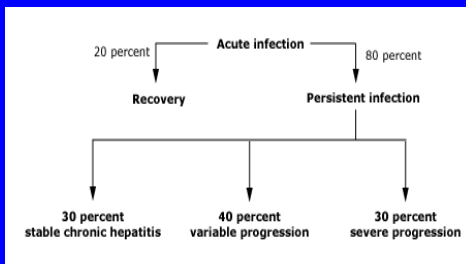 Acute infection
20 percent
80 percent
Recovery
Persistent infection
30 percent
stable chronic hepatitis
40 percent
variable progression
30 percent
severe progression